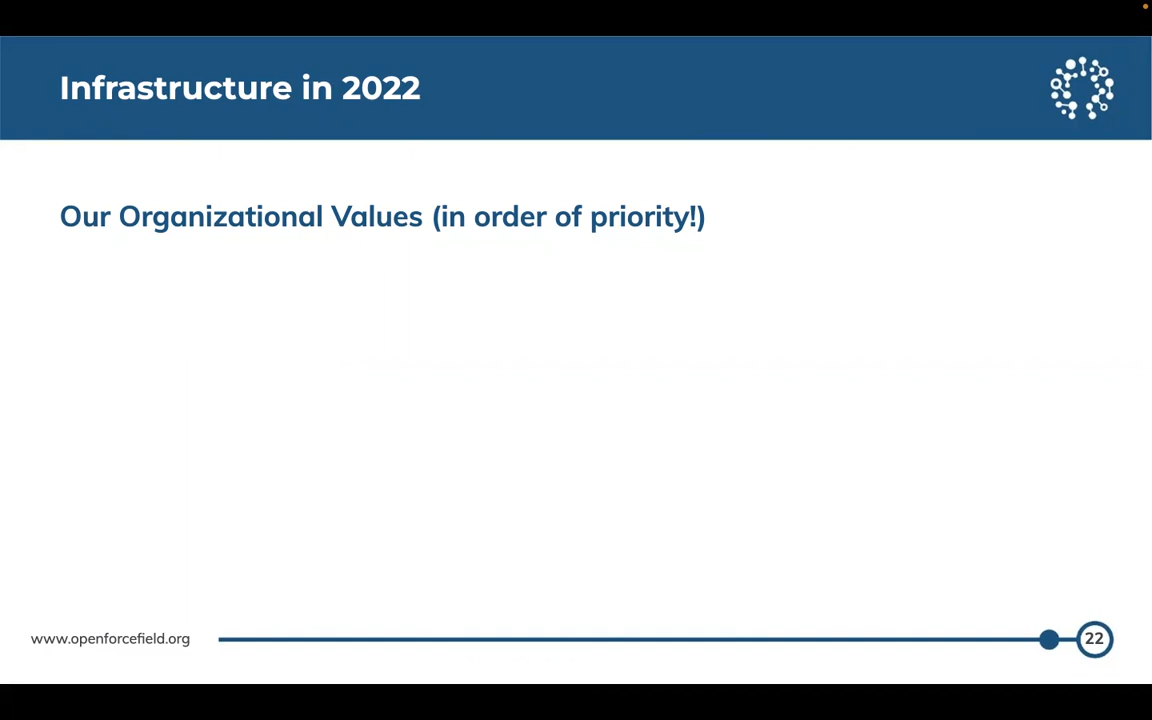 Infrastructure in 2022
Our Organizational Values (in order of priority!)
www.openforcefield.org
22